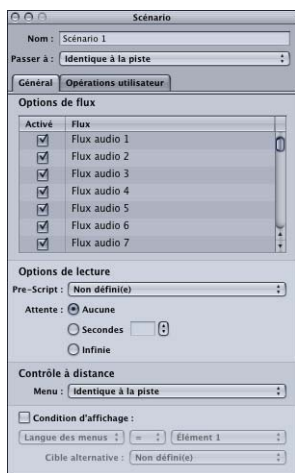 Scénario
Nom : Scénario 1
Passer à : Identique à la piste
Général Opérations utilisateur
Options de flux
Activé Flux
Flux audio 1
Flux audio 2
Flux audio 3
Flux audio 4
Flux audio 5
Flux audio 6
Flux audio 7
Options de lecture
Pre-Script : Non défini(e)
Attente : Aucune
Secondes
Infinie
Contrôle à distance
Menu : Identique à la piste
Condition d'affichage :
Langue des menus = Élément 1
Cible alternative : Non défini(e)